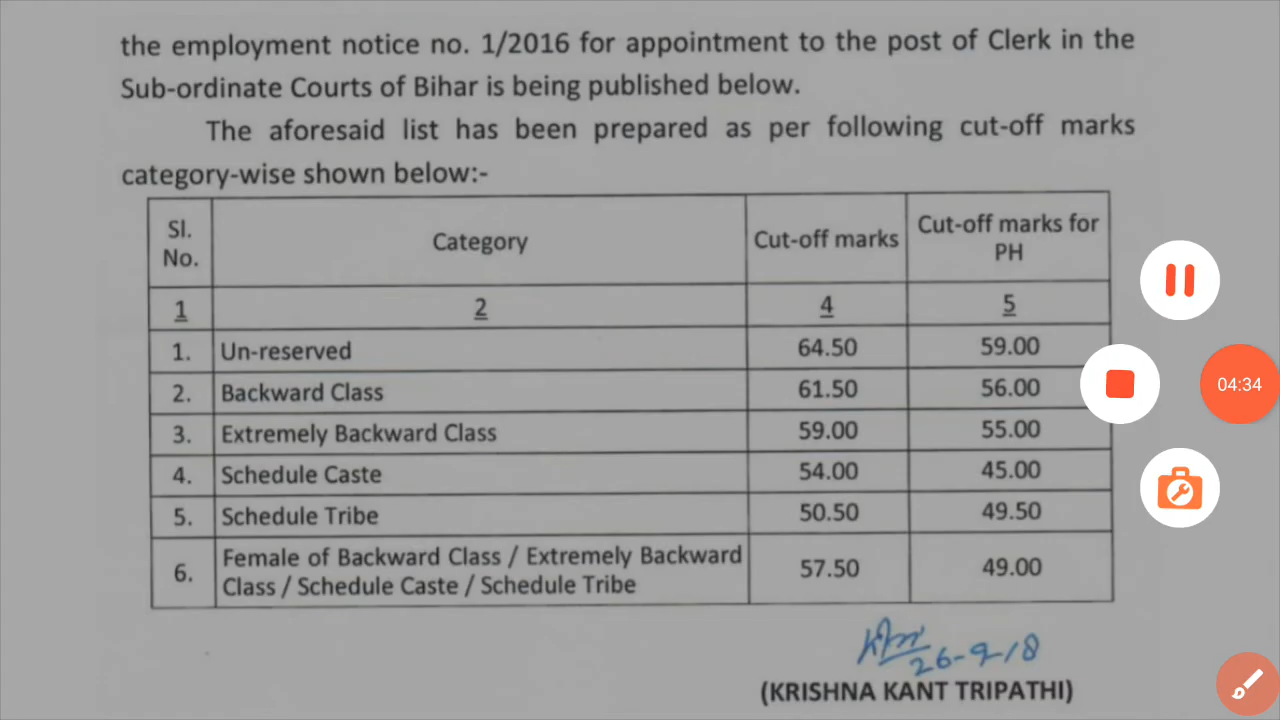 the employment notice no. 1/2016 for appointment to the post of Clerk in the
Sub-ordinate Courts of Bihar is being published below.
The aforesaid list has been prepared as per following cut-off marks
category-wise shown below:-
Sl. No. Category Cut-off marks Cut-off marks for PH
1 2 4 5
1. Un-reserved 64.50 59.00
2. Backward Class 61.50 56.00
3. Extremely Backward Class 59.00 55.00
4. Schedule Caste 54.00 45.00
5. Schedule Tribe 50.50 49.50
6. Female of Backward Class / Extremely Backward
Class / Schedule Caste / Schedule Tribe 57.50 49.00
26-9-18
(KRISHNA KANT TRIPATHI)
04:34